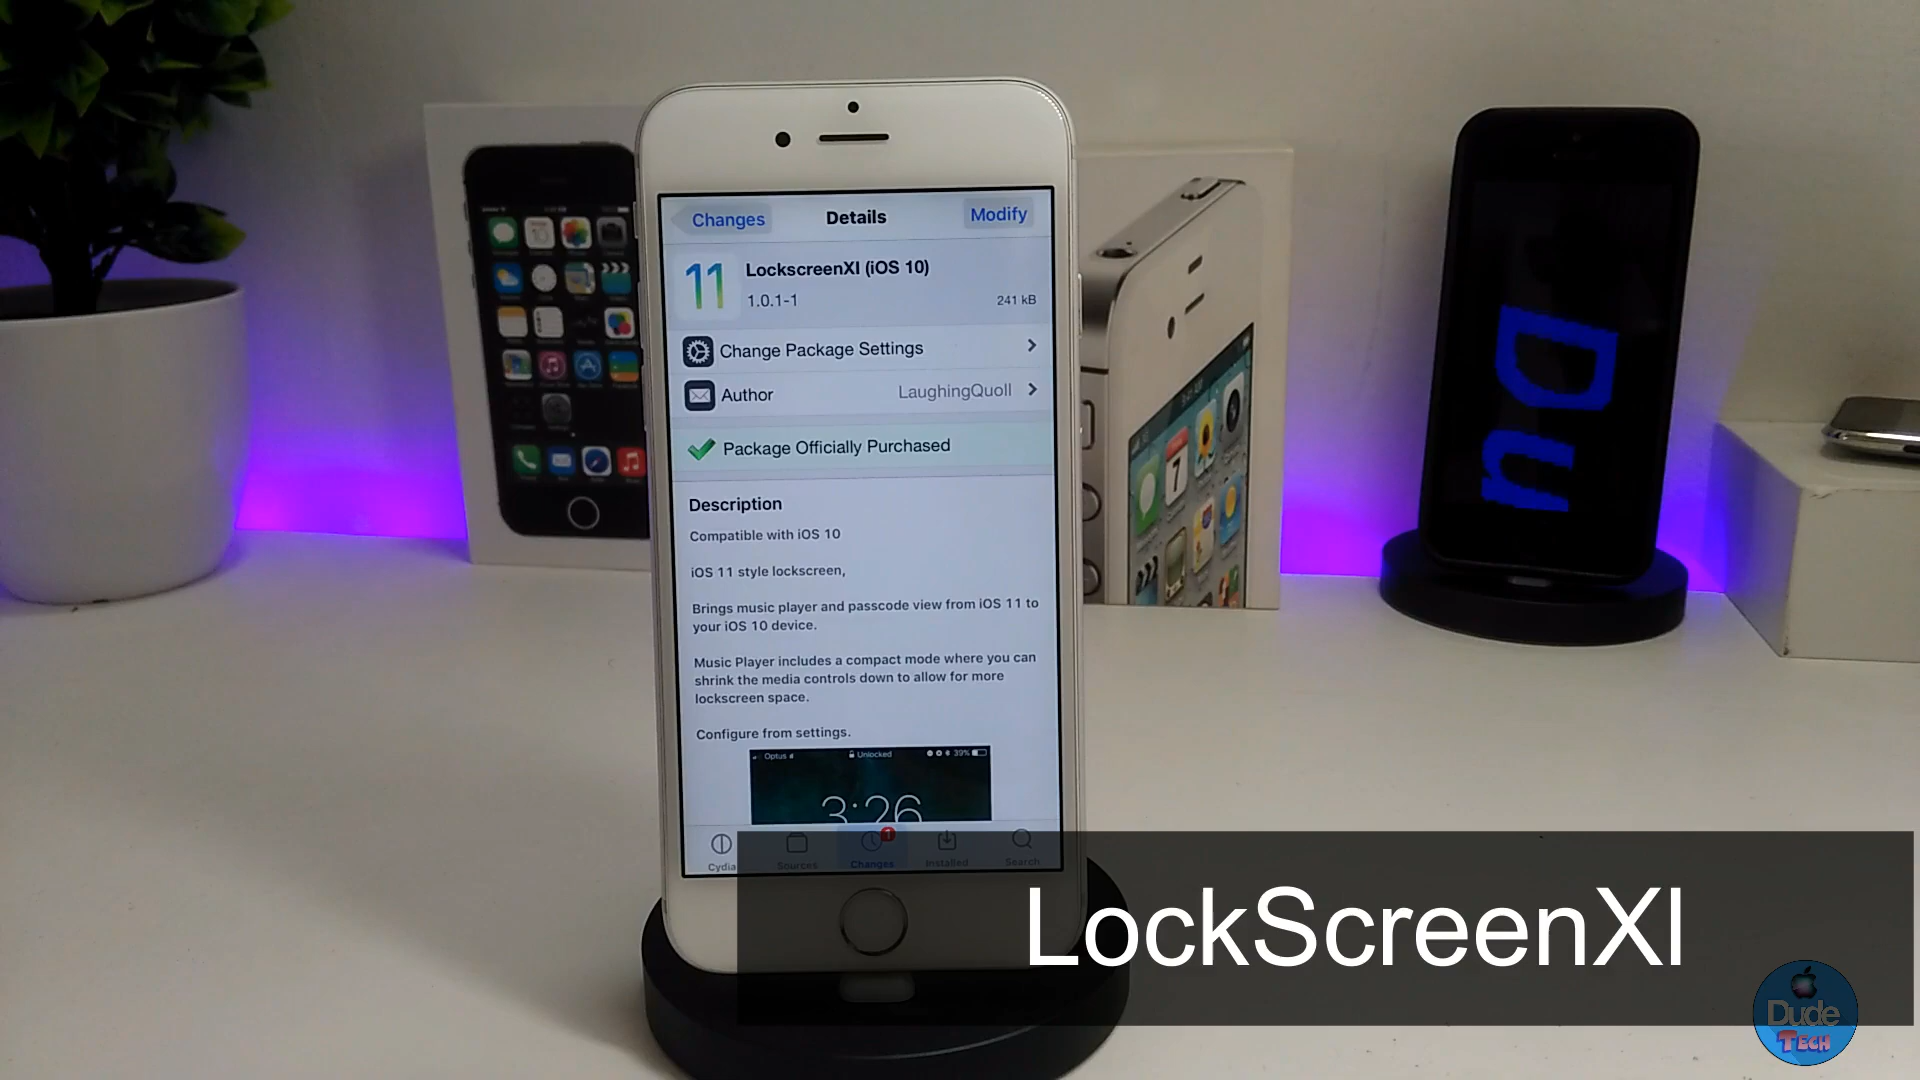 Changes
Details
Modify
11
LockscreenXI (iOS 10)
1.0.1-1
241 kB
Change Package Settings
Author
LaughingQuoll
Package Officially Purchased
Description
Compatible with iOS 10
iOS 11 style lockscreen,
Brings music player and passcode view from iOS 11 to
your iOS 10 device.
Music Player includes a compact mode where you can
shrink the media controls down to allow for more
lockscreen space.
Configure from settings.
Optus
Unlocked
39%
3:26
1
Cydia
Sources
Changes
Installed
Search
7
Du
LockScreenXI
Dude
TECH